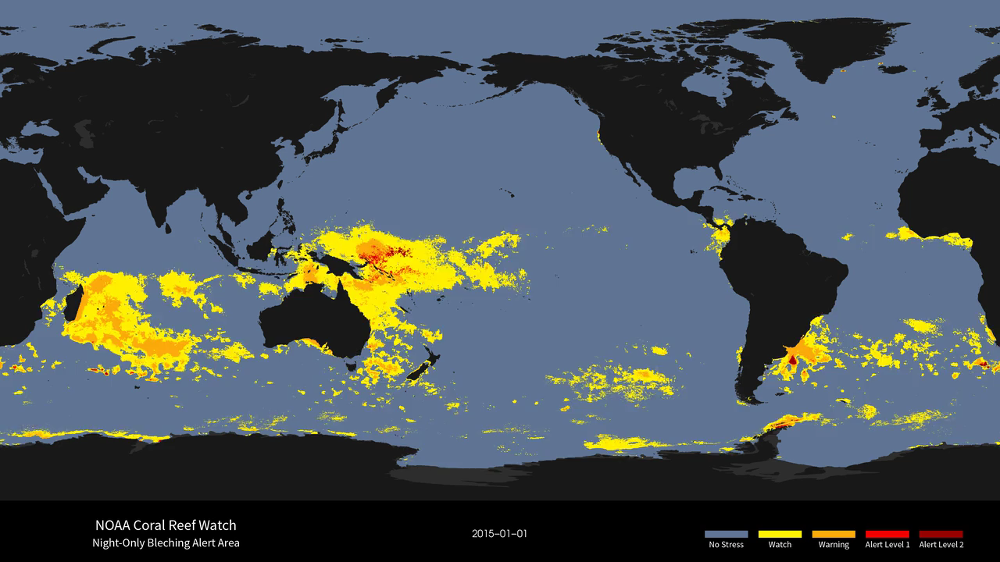 NOAA Coral Reef Watch
Night-Only Bleching Alert Area
2015-01-01
No Stress
Watch
Warning
Alert Level 1
Alert Level 2